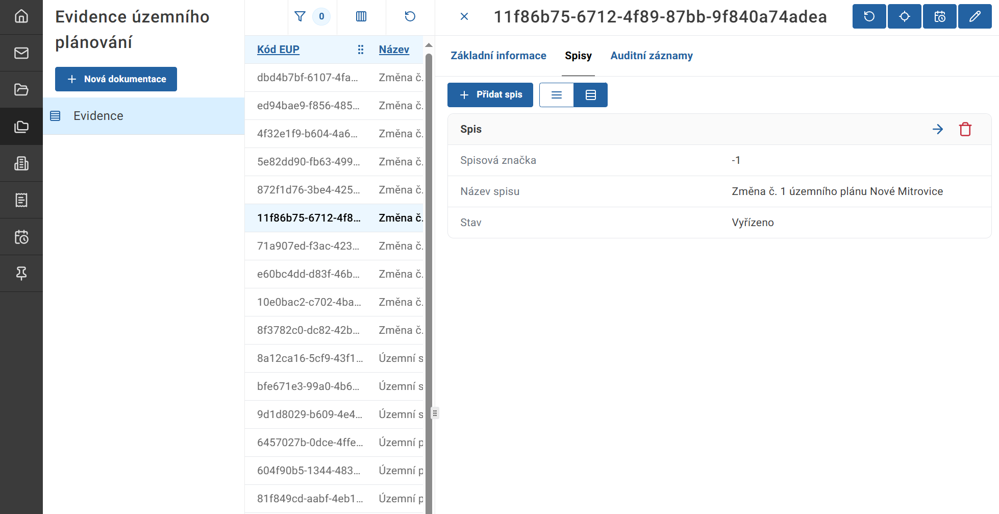 Evidence územního
plánování
Nová dokumentace
Evidence
0
Kód EUP Název
dbd4b7bf-6107-4fa... Změna č.
ed94bae9-f856-485... Změna č.
4f32e1f9-b604-4a6... Změna č.
5e82dd90-fb63-499... Změna č.
872f1d76-3be4-425... Změna č.
11f86b75-6712-4f8... Změna č.
71a907ed-f3ac-423... Změna č.
e60bc4dd-d83f-46b... Změna č.
10e0bac2-c702-4ba... Změna č.
8f3782c0-dc82-42b... Změna č.
8a12ca16-5cf9-43f1... Územní s
bfe671e3-99a0-4b6... Územní s
9d1d8029-b609-4e4... Územní s
6457027b-0dce-4ffe... Územní p
604f90b5-1344-483... Územní p
81f849cd-aabf-4eb1... Územní p
11f86b75-6712-4f89-87bb-9f840a74adea
Základní informace Spisy Auditní záznamy
Přidat spis
Spis
Spisová značka -1
Název spisu Změna č. 1 územního plánu Nové Mitrovice
Stav Vyřízeno